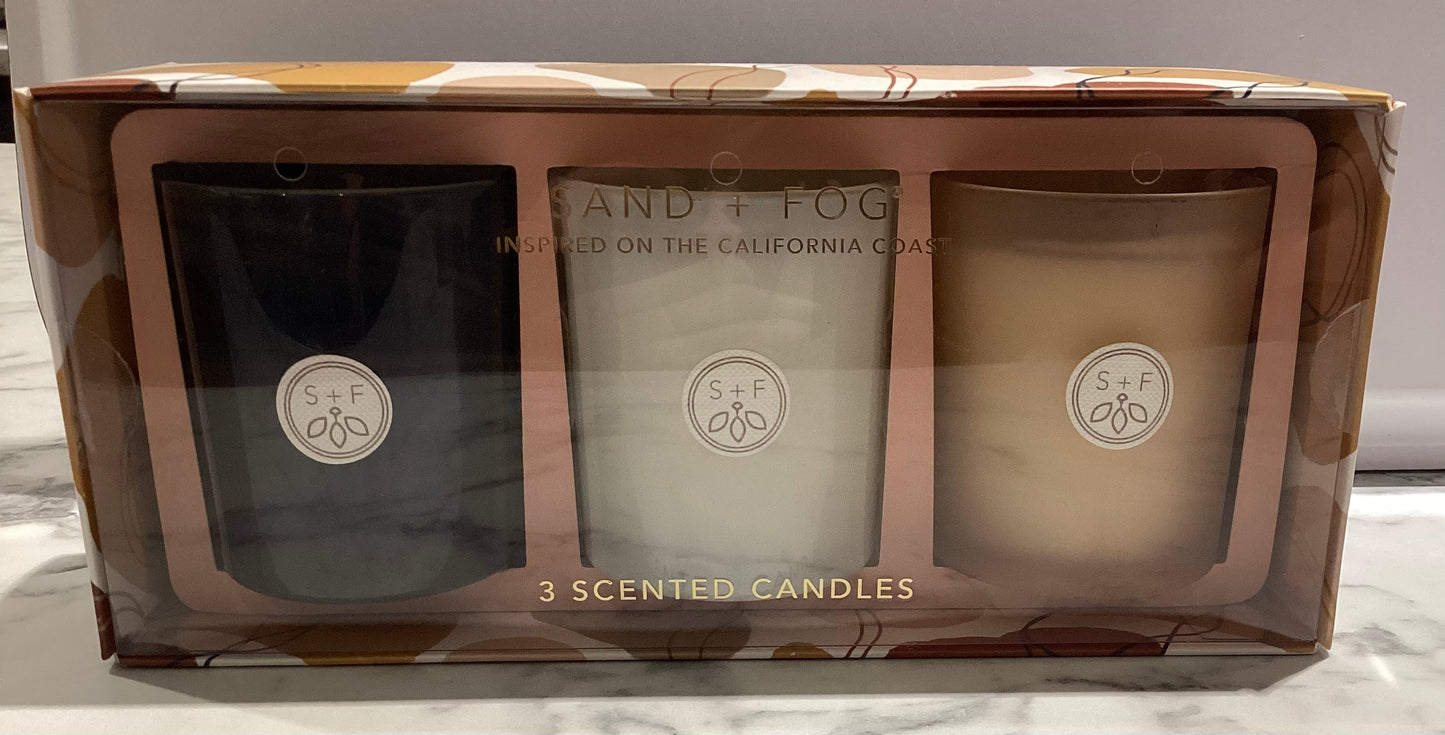 SAND + FOG®
INSPIRED ON THE CALIFORNIA COAST
S + F
S + F
S + F
3 SCENTED CANDLES